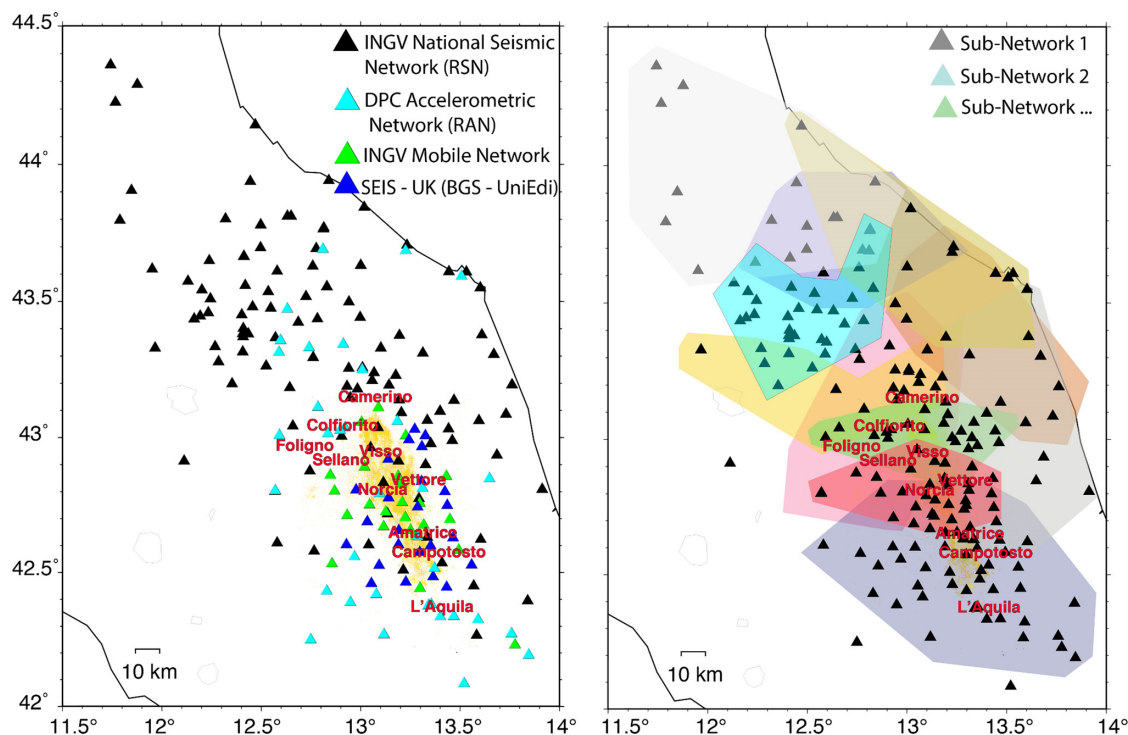 44.5°
44°
43.5°
43°
42.5°
42°
INGV National Seismic
Network (RSN)
DPC Accelerometric
Network (RAN)
INGV Mobile Network
SEIS - UK (BGS - UniEdi)
Camerino
Colfiorito
Foligno
Visso
Sellano
Vettore
Norcia
Amatrice
Campotosto
L'Aquila
10 km
11.5°
12°
12.5°
13°
13.5°
14°
Sub-Network 1
Sub-Network 2
Sub-Network ...
Camerino
Colfiorito
Foligno
Visso
Sellano
Vettore
Norcia
Amatrice
Campotosto
L'Aquila
10 km
12°
12.5°
13°
13.5°
14°